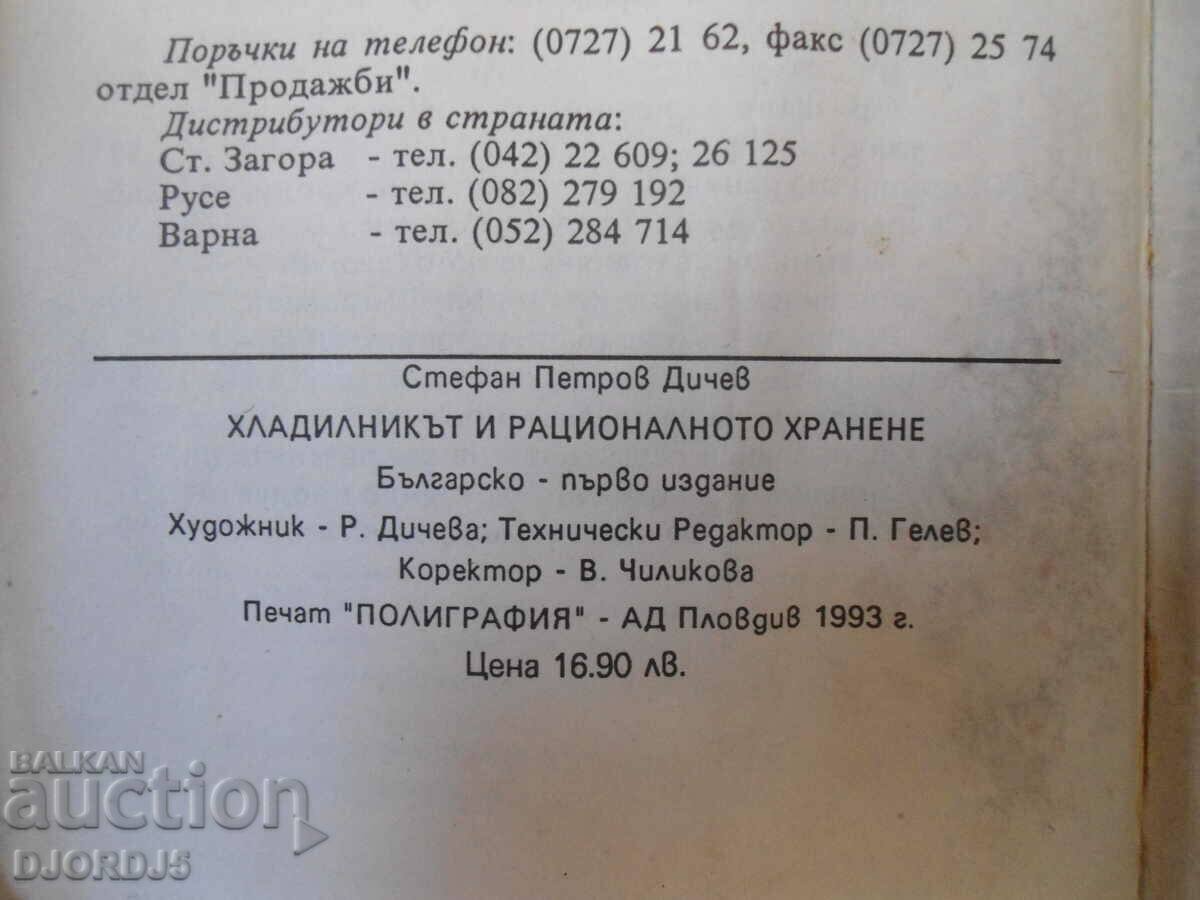 Поръчки на телефон: (0727) 21 62, факс (0727) 25 74
отдел "Продажби".
Дистрибутори в страната:
Ст. Загора - тел. (042) 22 609; 26 125
Русе - тел. (082) 279 192
Варна - тел. (052) 284 714
Стефан Петров Дичев
ХЛАДИЛНИКЪТ И РАЦИОНАЛНОТО ХРАНЕНЕ
Българско - първо издание
Художник - Р. Дичева; Технически Редактор - П. Гелев;
Коректор - В. Чиликова
Печат "ПОЛИГРАФИЯ" - АД Пловдив 1993 г.
Цена 16.90 лв.
BALKAN
auction
DJORDJ5